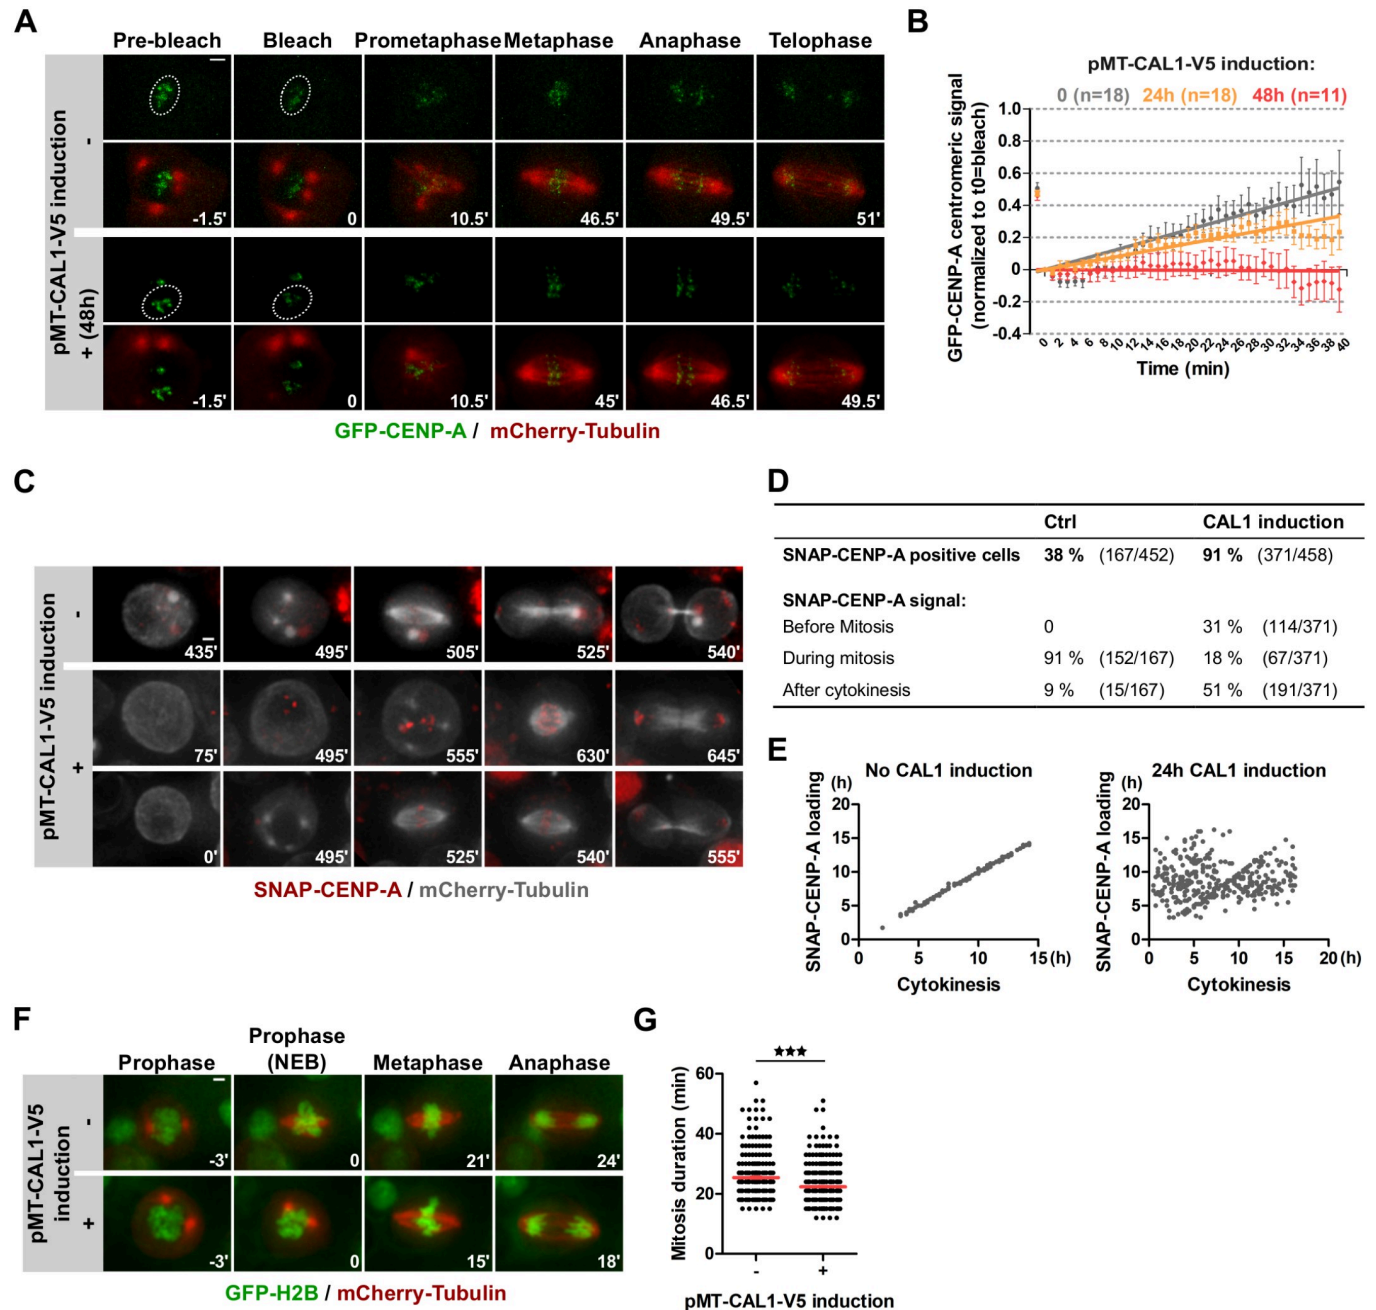 A
Pre-bleach Bleach Prometaphase Metaphase Anaphase Telophase
pMT-CAL1-V5 induction
-
+ (48h)
-1.5' 0 10.5' 46.5' 49.5' 51'
-1.5' 0 10.5' 45' 46.5' 49.5'
GFP-CENP-A / mCherry-Tubulin
B
pMT-CAL1-V5 induction:
0 (n=18) 24h (n=18) 48h (n=11)
GFP-CENP-A centromeric signal
(normalized to t0=bleach)
1.0
0.8
0.6
0.4
0.2
0
-0.2
-0.4
0 2 4 6 8 10 12 14 16 18 20 22 24 26 28 30 32 34 36 38 40
Time (min)
C
pMT-CAL1-V5 induction
-
+
435' 495' 505' 525' 540'
75' 495' 555' 630' 645'
0' 495' 525' 540' 555'
SNAP-CENP-A / mCherry-Tubulin
D
Ctrl CAL1 induction
SNAP-CENP-A positive cells 38 % (167/452) 91 % (371/458)
SNAP-CENP-A signal:
Before Mitosis 0 31 % (114/371)
During mitosis 91 % (152/167) 18 % (67/371)
After cytokinesis 9 % (15/167) 51 % (191/371)
E
No CAL1 induction
SNAP-CENP-A loading
(h)
20
15
10
5
0
0 5 10 15 (h)
Cytokinesis
24h CAL1 induction
SNAP-CENP-A loading
(h)
20
15
10
5
0
0 5 10 15 20 (h)
Cytokinesis
F
Prophase Prophase (NEB) Metaphase Anaphase
pMT-CAL1-V5
induction
-
+
-3' 0 21' 24'
-3' 0 15' 18'
GFP-H2B / mCherry-Tubulin
G
★★★
Mitosis duration (min)
60
40
20
0
- +
pMT-CAL1-V5 induction